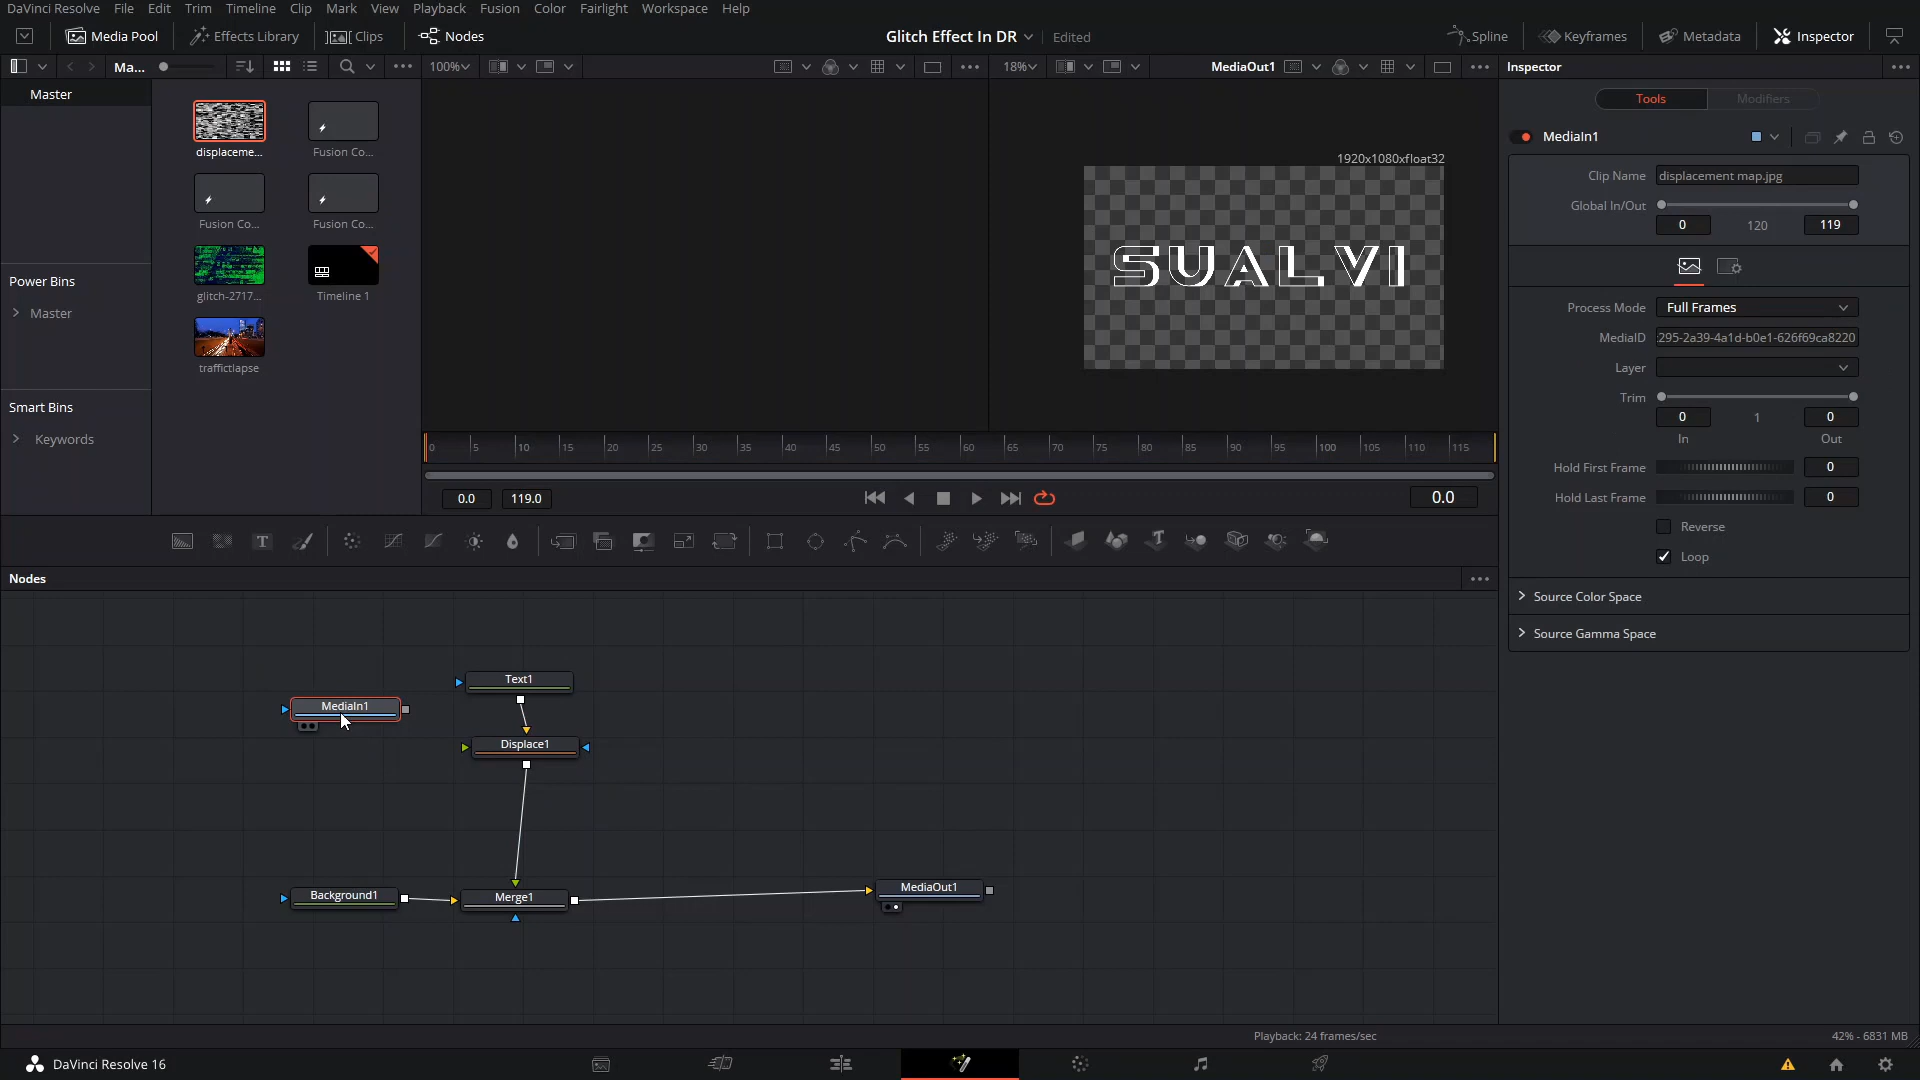 DaVinci Resolve File Edit Trim Timeline Clip Mark View Playback Fusion Color Fairlight Workspace Help
Media Pool Effects Library Clips Nodes Glitch Effect In DR Edited Spline Keyframes Metadata Inspector
Ma... 100% 18% MediaOut1 Inspector
Master
displaceme...
Fusion Co...
Fusion Co...
Fusion Co...
glitch-2717...
Timeline 1
traffictlapse
Power Bins
Master
Smart Bins
Keywords
1920x1080xfloat32
SUALVI
0 5 10 15 20 25 30 35 40 45 50 55 60 65 70 75 80 85 90 95 100 105 110 115
0.0 119.0 0.0
Nodes
Text1
MediaIn1
Displace1
Background1
Merge1
MediaOut1
Tools Modifiers
MediaIn1
Clip Name displacement map.jpg
Global In/Out
0 120 119
Process Mode Full Frames
MediaID :295-2a39-4a1d-b0e1-626f69ca8220
Layer
Trim
0 1 0
In Out
Hold First Frame 0
Hold Last Frame 0
Reverse
Loop
Source Color Space
Source Gamma Space
Playback: 24 frames/sec 42% - 6831 MB
DaVinci Resolve 16